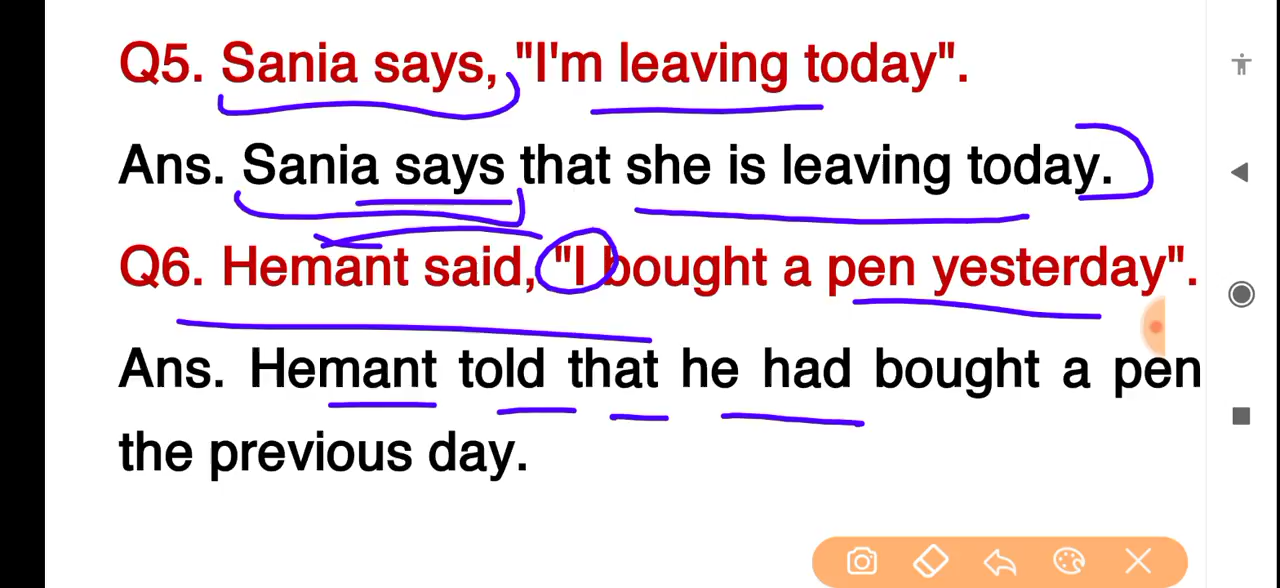 Q5. Sania says, "I'm leaving today".
Ans. Sania says that she is leaving today.
Q6. Hemant said, "I bought a pen yesterday".
Ans. Hemant told that he had bought a pen
the previous day.